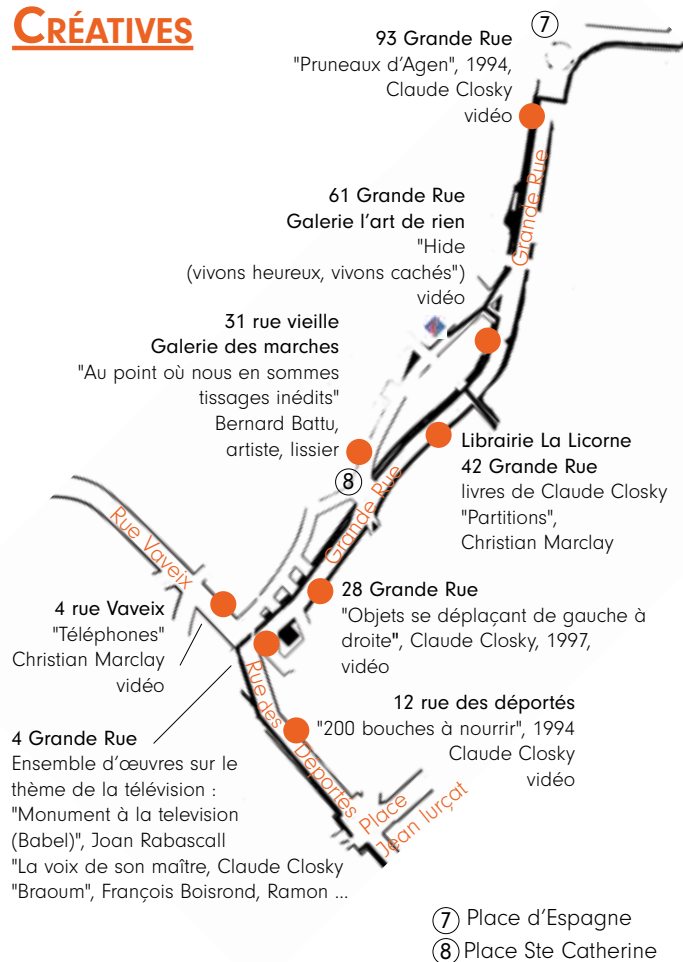 CRÉATIVES
7
93 Grande Rue
"Pruneaux d'Agen", 1994,
Claude Closky
vidéo
Grande Rue
61 Grande Rue
Galerie l'art de rien
"Hide
(vivons heureux, vivons cachés")
vidéo
31 rue vieille
Galerie des marches
"Au point où nous en sommes
tissages inédits"
Bernard Battu,
artiste, lissier
8
Librairie La Licorne
42 Grande Rue
livres de Claude Closky
"Partitions",
Christian Marclay
Grande Rue
Rue Vaveix
28 Grande Rue
"Objets se déplaçant de gauche à
droite", Claude Closky, 1997,
vidéo
4 rue Vaveix
"Téléphones"
Christian Marclay
vidéo
Rue des Déportés
12 rue des déportés
"200 bouches à nourrir", 1994
Claude Closky
vidéo
4 Grande Rue
Ensemble d'œuvres sur le
thème de la télévision :
"Monument à la television
(Babel)", Joan Rabascall
"La voix de son maître, Claude Closky
"Braoum", François Boisrond, Ramon ...
Place
Jean lurçat
7 Place d'Espagne
8 Place Ste Catherine